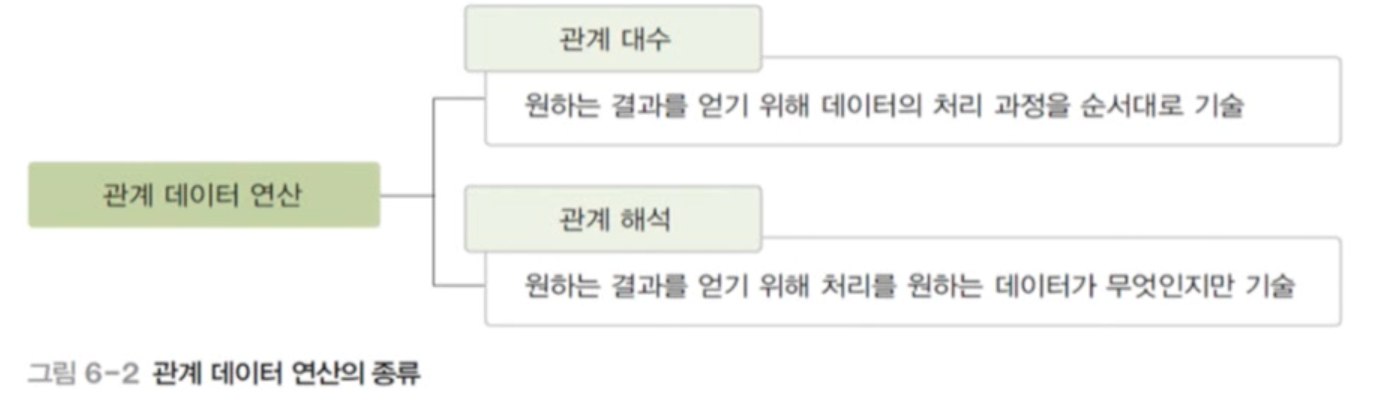 관계 대수
원하는 결과를 얻기 위해 데이터의 처리 과정을 순서대로 기술
관계 데이터 연산
관계 해석
원하는 결과를 얻기 위해 처리를 원하는 데이터가 무엇인지만 기술
그림 6-2 관계 데이터 연산의 종류